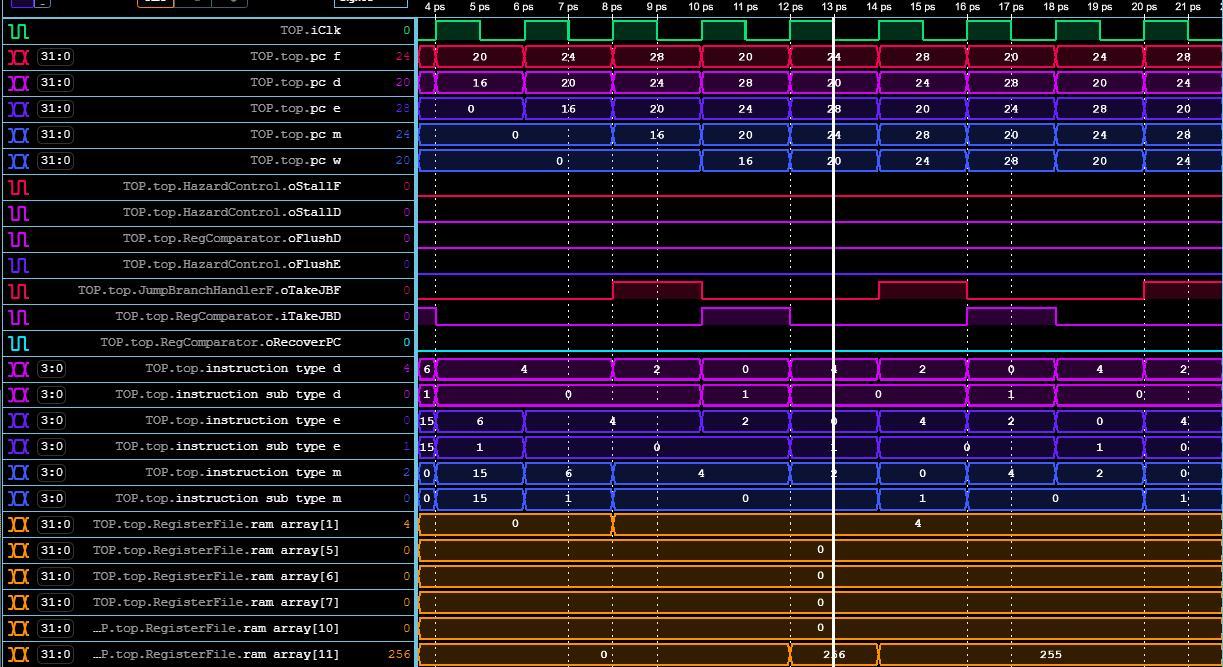 4 ps 5 ps 6 ps 7 ps 8 ps 9 ps 10 ps 11 ps 12 ps 13 ps 14 ps 15 ps 16 ps 17 ps 18 ps 19 ps 20 ps 21 ps
TOP.iClk 0
31:0 TOP.top.pc f 24 20 24 28 20 24 28 20 24 28
31:0 TOP.top.pc d 20 16 20 24 28 20 24 28 20 24
31:0 TOP.top.pc e 28 0 16 20 24 28 20 24 28 20
31:0 TOP.top.pc m 24 0 16 20 24 28 20 24 28
31:0 TOP.top.pc w 20 0 16 20 24 28 20 24
TOP.top.HazardControl.oStallF 0
TOP.top.HazardControl.oStallD 0
TOP.top.RegComparator.oFlushD 0
TOP.top.HazardControl.oFlushE 0
TOP.top.JumpBranchHandlerF.oTakeJBF 0
TOP.top.RegComparator.iTakeJBD 0
TOP.top.RegComparator.oRecoverPC 0
3:0 TOP.top.instruction type d 4 6 4 2 0 4 2 0 4 2
3:0 TOP.top.instruction sub type d 0 1 0 1 0 1 0
3:0 TOP.top.instruction type e 0 15 6 4 2 0 4 2 0 4
3:0 TOP.top.instruction sub type e 1 15 1 0 1 0 1 0
3:0 TOP.top.instruction type m 2 0 15 6 4 2 0 4 2 0
3:0 TOP.top.instruction sub type m 0 0 15 1 0 1 0 1
31:0 TOP.top.RegisterFile.ram array[1] 4 0 4
31:0 TOP.top.RegisterFile.ram array[5] 0 0
31:0 TOP.top.RegisterFile.ram array[6] 0 0
31:0 TOP.top.RegisterFile.ram array[7] 0 0
31:0 …P.top.RegisterFile.ram array[10] 0 0
31:0 …P.top.RegisterFile.ram array[11] 256 0 256 255